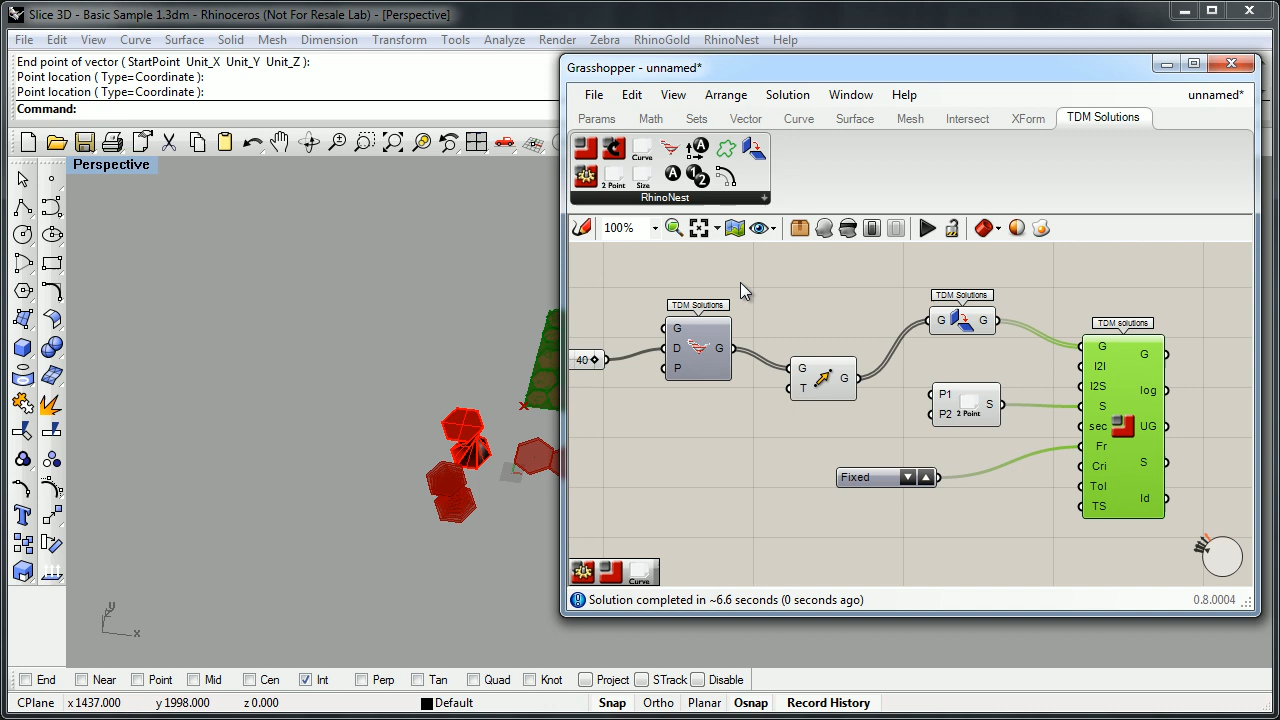 Slice 3D - Basic Sample 1.3dm - Rhinoceros (Not For Resale Lab) - [Perspective]
File Edit View Curve Surface Solid Mesh Dimension Transform Tools Analyze Render Zebra RhinoGold RhinoNest Help
End point of vector ( StartPoint Unit_X Unit_Y Unit_Z ):
Point location ( Type=Coordinate ):
Point location ( Type=Coordinate ):
Command:
Perspective
Grasshopper - unnamed*
File Edit View Arrange Solution Window Help unnamed*
Params Math Sets Vector Curve Surface Mesh Intersect XForm TDM Solutions
Curve A
2 Point Size A 1 2
RhinoNest
100%
TDM Solutions
G
D G
P
40
G G
T
TDM Solutions
G G
P1 S
P2 2 Point
Fixed
TDM solutions
G G
I2I
I2S log
S
sec UG
Fr
Cri S
Tol
TS Id
Curve
Solution completed in ~6.6 seconds (0 seconds ago) 0.8.0004
y
x
End Near Point Mid Cen Int Perp Tan Quad Knot Project STrack Disable
CPlane x 1437.000 y 1998.000 z 0.000 Default Snap Ortho Planar Osnap Record History